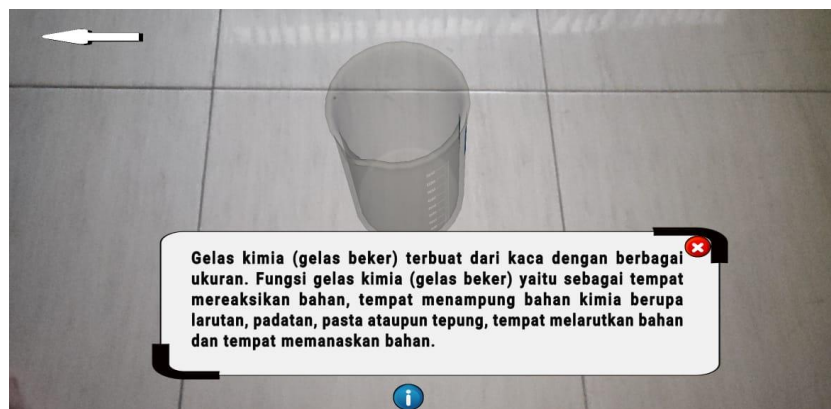 Gelas kimia (gelas beker) terbuat dari kaca dengan berbagai
ukuran. Fungsi gelas kimia (gelas beker) yaitu sebagai tempat
mereaksikan bahan, tempat menampung bahan kimia berupa
larutan, padatan, pasta ataupun tepung, tempat melarutkan bahan
dan tempat memanaskan bahan.
i